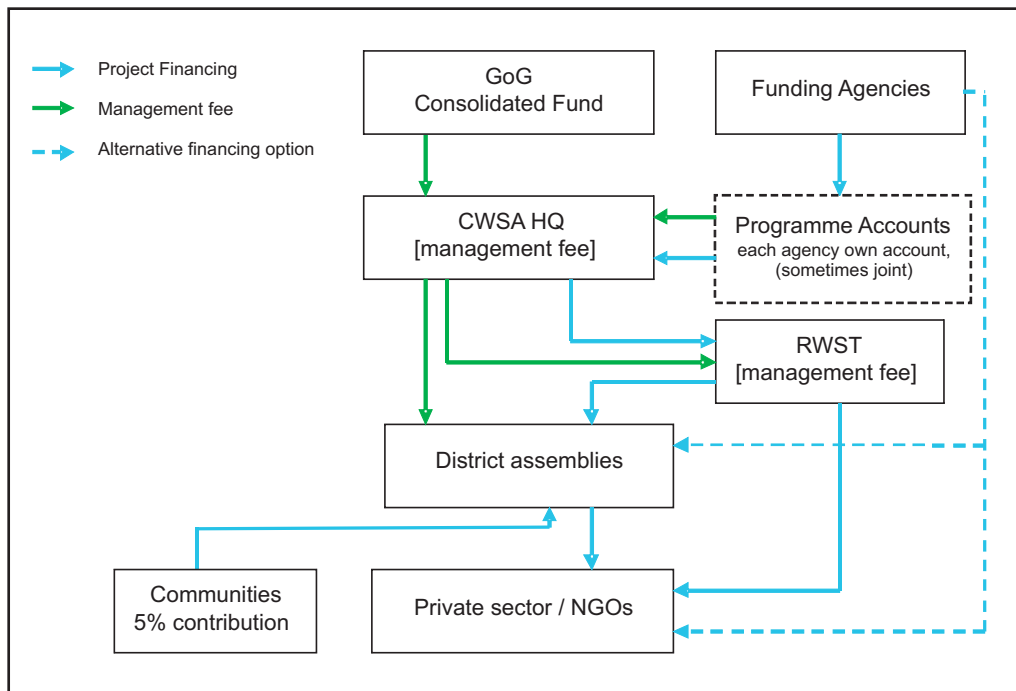 Project Financing
Management fee
Alternative financing option
GoG
Consolidated Fund
Funding Agencies
CWSA HQ
[management fee]
Programme Accounts
each agency own account,
(sometimes joint)
RWST
[management fee]
District assemblies
Communities
5% contribution
Private sector / NGOs